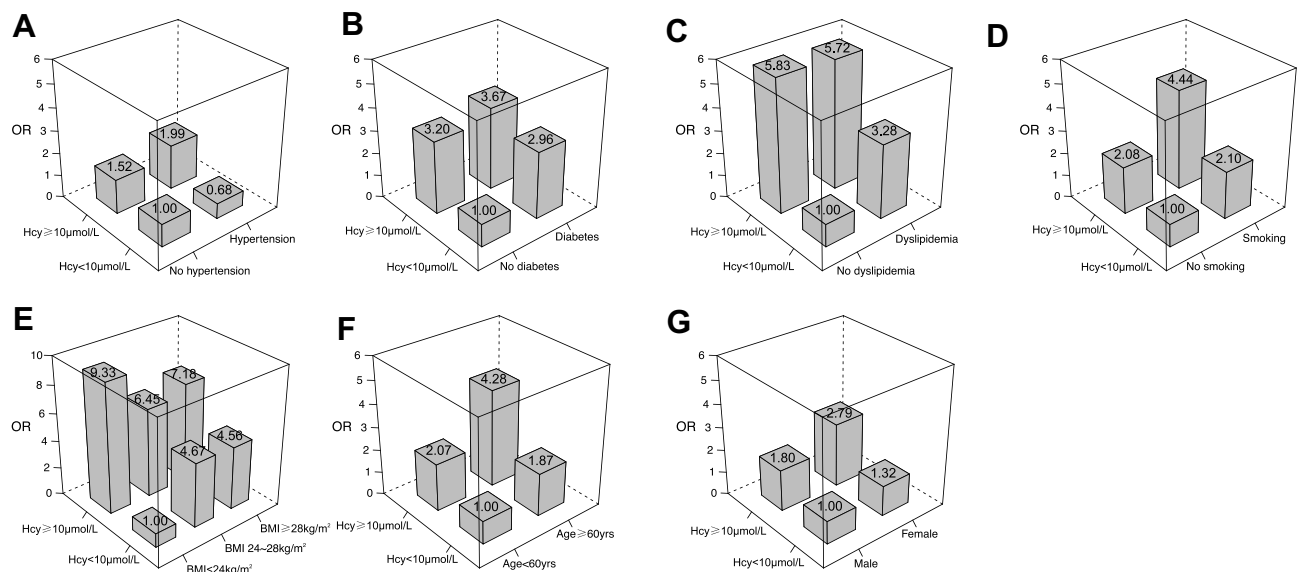 A
6
5
4
3
2
1
0
OR
1.99
1.52
0.68
1.00
Hcy≥10μmol/L
Hcy<10μmol/L
Hypertension
No hypertension
B
6
5
4
3
2
1
0
OR
3.67
3.20
2.96
1.00
Hcy≥10μmol/L
Hcy<10μmol/L
Diabetes
No diabetes
C
6
5
4
3
2
1
0
OR
5.72
5.83
3.28
1.00
Hcy≥10μmol/L
Hcy<10μmol/L
Dyslipidemia
No dyslipidemia
D
6
5
4
3
2
1
0
OR
4.44
2.08
2.10
1.00
Hcy≥10μmol/L
Hcy<10μmol/L
Smoking
No smoking
E
10
8
6
4
2
0
OR
9.33
7.18
6.45
4.67
4.56
1.00
Hcy≥10μmol/L
Hcy<10μmol/L
BMI≥28kg/m²
BMI 24~28kg/m²
BMI<24kg/m²
F
6
5
4
3
2
1
0
OR
4.28
2.07
1.87
1.00
Hcy≥10μmol/L
Hcy<10μmol/L
Age≥60yrs
Age<60yrs
G
6
5
4
3
2
1
0
OR
2.79
1.80
1.32
1.00
Hcy≥10μmol/L
Hcy<10μmol/L
Female
Male